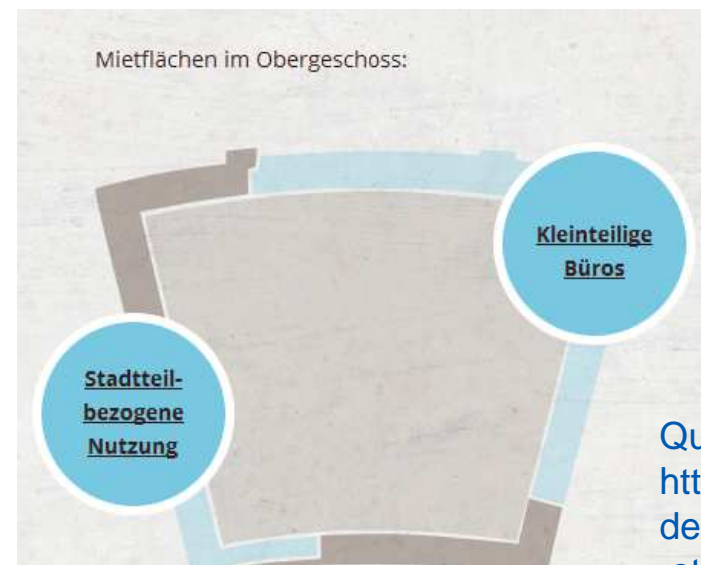 Mietflächen im Obergeschoss:
Kleinteilige
Büros
Stadtteil-
bezogene
Nutzung